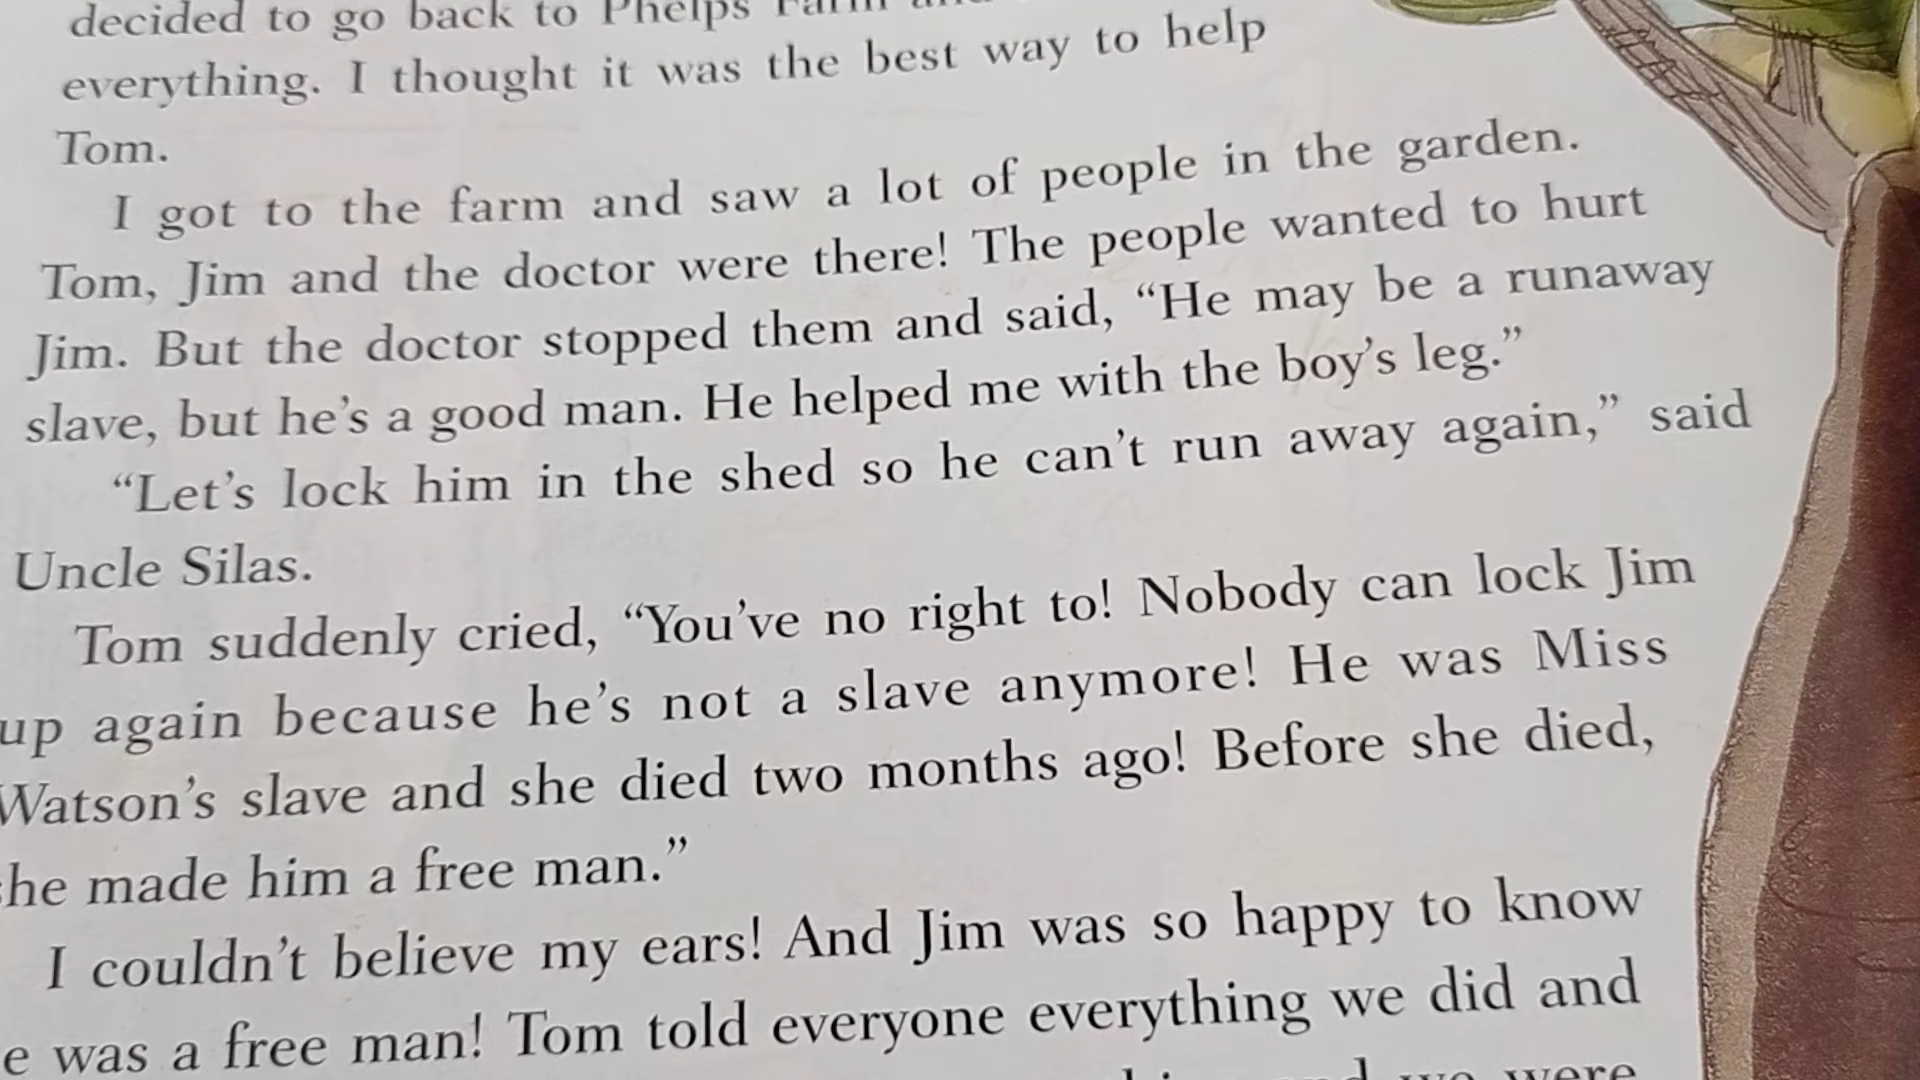 decided to go back to Phelps Farm
everything. I thought it was the best way to help
Tom.
I got to the farm and saw a lot of people in the garden.
Tom, Jim and the doctor were there! The people wanted to hurt
Jim. But the doctor stopped them and said, “He may be a runaway
slave, but he’s a good man. He helped me with the boy’s leg.”
“Let’s lock him in the shed so he can’t run away again,” said
Uncle Silas.
Tom suddenly cried, “You’ve no right to! Nobody can lock Jim
up again because he’s not a slave anymore! He was Miss
Watson’s slave and she died two months ago! Before she died,
she made him a free man.”
I couldn’t believe my ears! And Jim was so happy to know
e was a free man! Tom told everyone everything we did and
we were